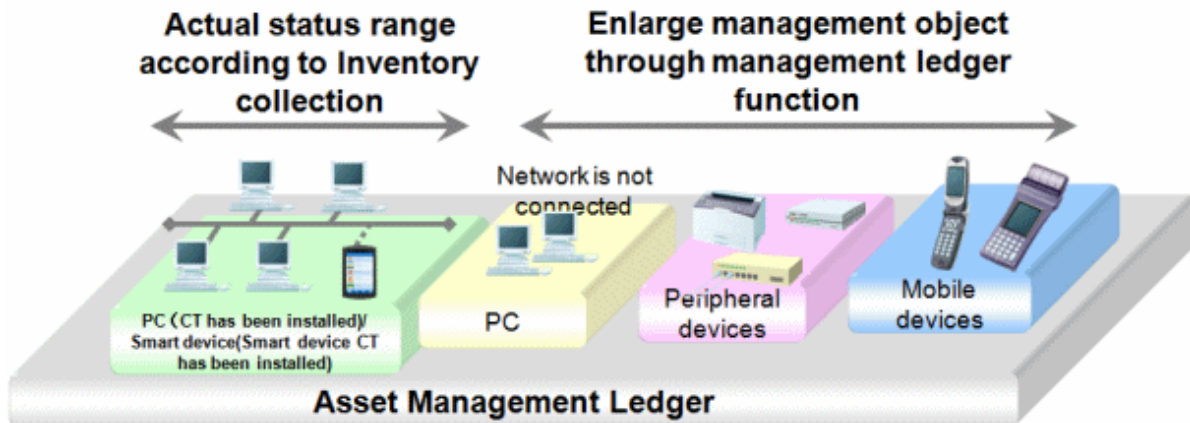 Actual status range
according to Inventory
collection
Enlarge management object
through management ledger
function
Network is not
connected
PC (CT has been installed)/
Smart device(Smart device CT
has been installed)
PC
Peripheral
devices
Mobile
devices
Asset Management Ledger